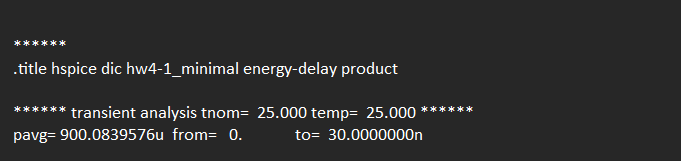 ******
.title hspice dic hw4-1_minimal energy-delay product
****** transient analysis tnom= 25.000 temp= 25.000 ******
pavg= 900.0839576u from= 0. to= 30.0000000n